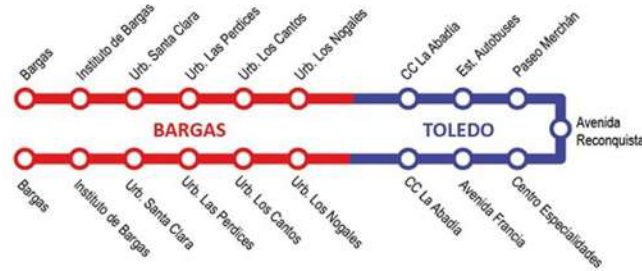 Bargas
Instituto de Bargas
Urb. Santa Clara
Urb. Las Perdices
Urb. Los Cantos
Urb. Los Nogales
CC La Abadía
Est. Autobuses
Paseo Merchán
BARGAS
TOLEDO
Avenida
Reconquista
Bargas
Instituto de
Bargas
Urb. Santa Clara
Urb. Las Perdices
Urb. Los Cantos
Urb. Los Nogales
CC La Abadía
Avenida Francia
Centro Especialidades